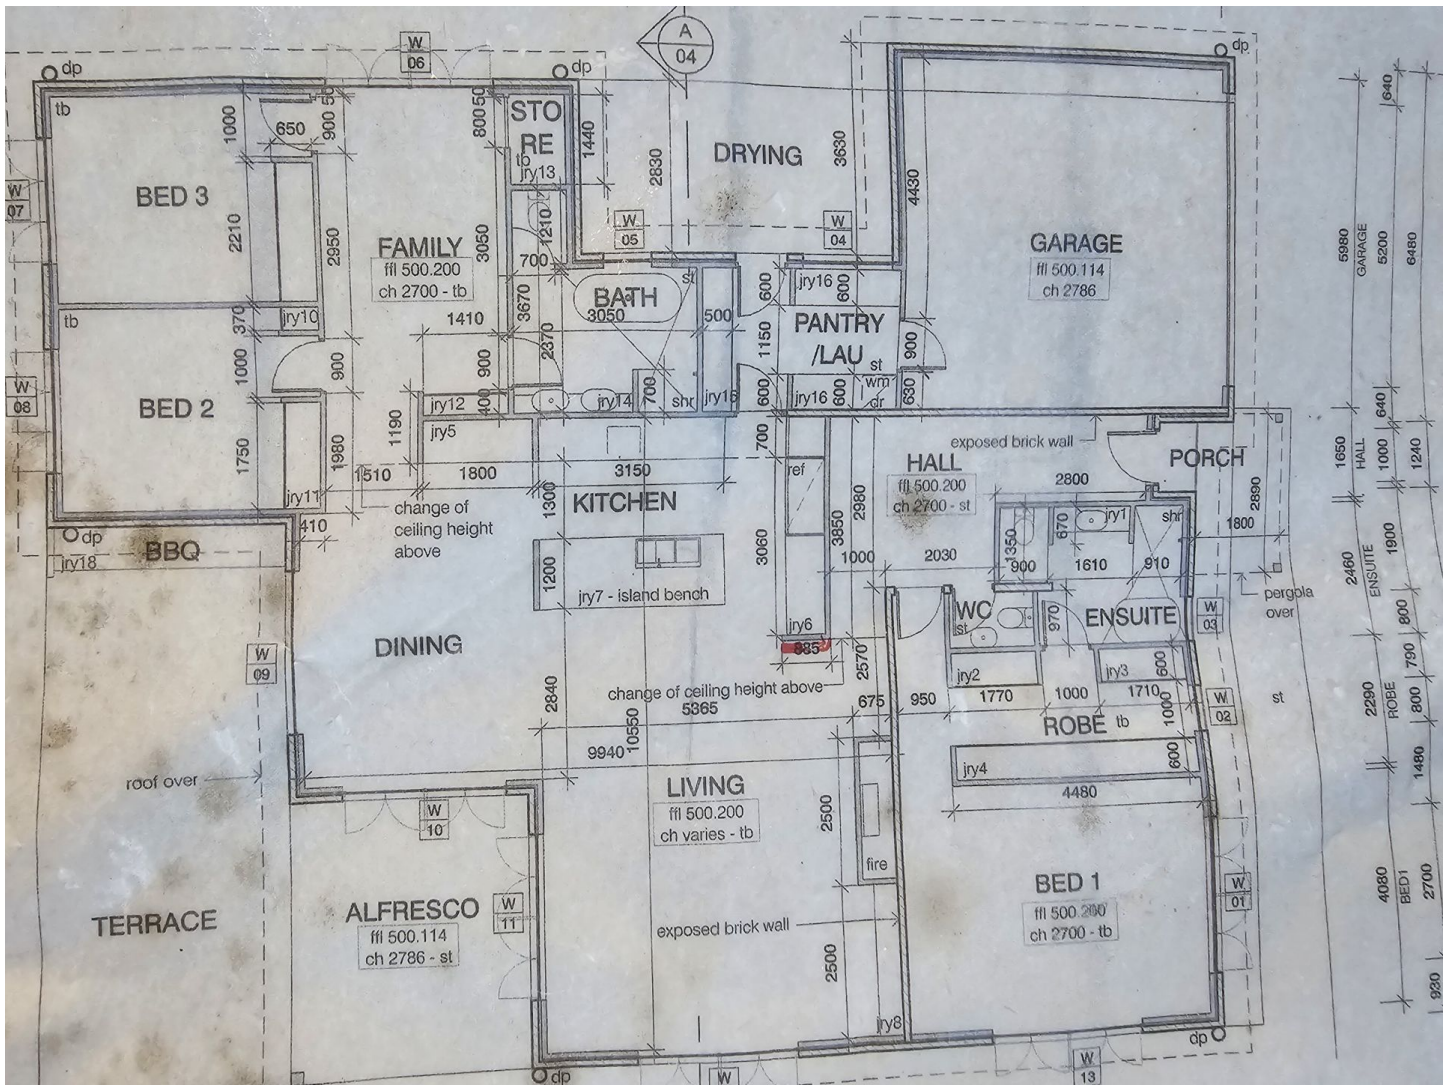 A
04
W
06
dp
dp
dp
tb
BED 3
650
1000
900
50
800
50
STO
RE
tb
jry13
1440
2830
DRYING
3630
4430
W
07
2210
2950
FAMILY
ffl 500.200
ch 2700 - tb
3050
1210
700
W
05
W
04
GARAGE
ffl 500.114
ch 2786
5980
GARAGE
5200
6480
640
tb
370
jry10
1410
3670
2370
BATH
3050
st
500
600
jry16
600
PANTRY
/LAU
st
1150
900
W
08
1000
BED 2
900
900
400
jry12
jry14
700
shr
jry15
600
jry16
600
wm
dr
630
640
1750
1980
1190
jry5
jry11
1510
1800
3150
700
ref
exposed brick wall
HALL
ffl 500.200
ch 2700 - st
PORCH
2800
2890
1800
1650
HALL
1000
1240
change of
ceiling height
above
1300
KITCHEN
2980
3850
3060
410
dp
BBQ
jry18
1200
jry7 - island bench
1000
2030
1350
900
670
jry1
shr
1610
910
2460
ENSUITE
1900
800
pergola
over
W
03
WC
st
970
ENSUITE
jry6
885
2570
DINING
W
09
change of ceiling height above
5365
675
950
jry2
1770
1000
jry3
600
1710
1000
ROBE
tb
W
02
st
2290
ROBE
790
800
2840
10550
9940
roof over
LIVING
ffl 500.200
ch varies - tb
2500
fire
jry4
600
4480
1480
W
10
W
11
ALFRESCO
ffl 500.114
ch 2786 - st
TERRACE
exposed brick wall
2500
jry8
BED 1
ffl 500.200
ch 2700 - tb
W
01
4080
BED1
2700
930
dp
dp
W
W
13